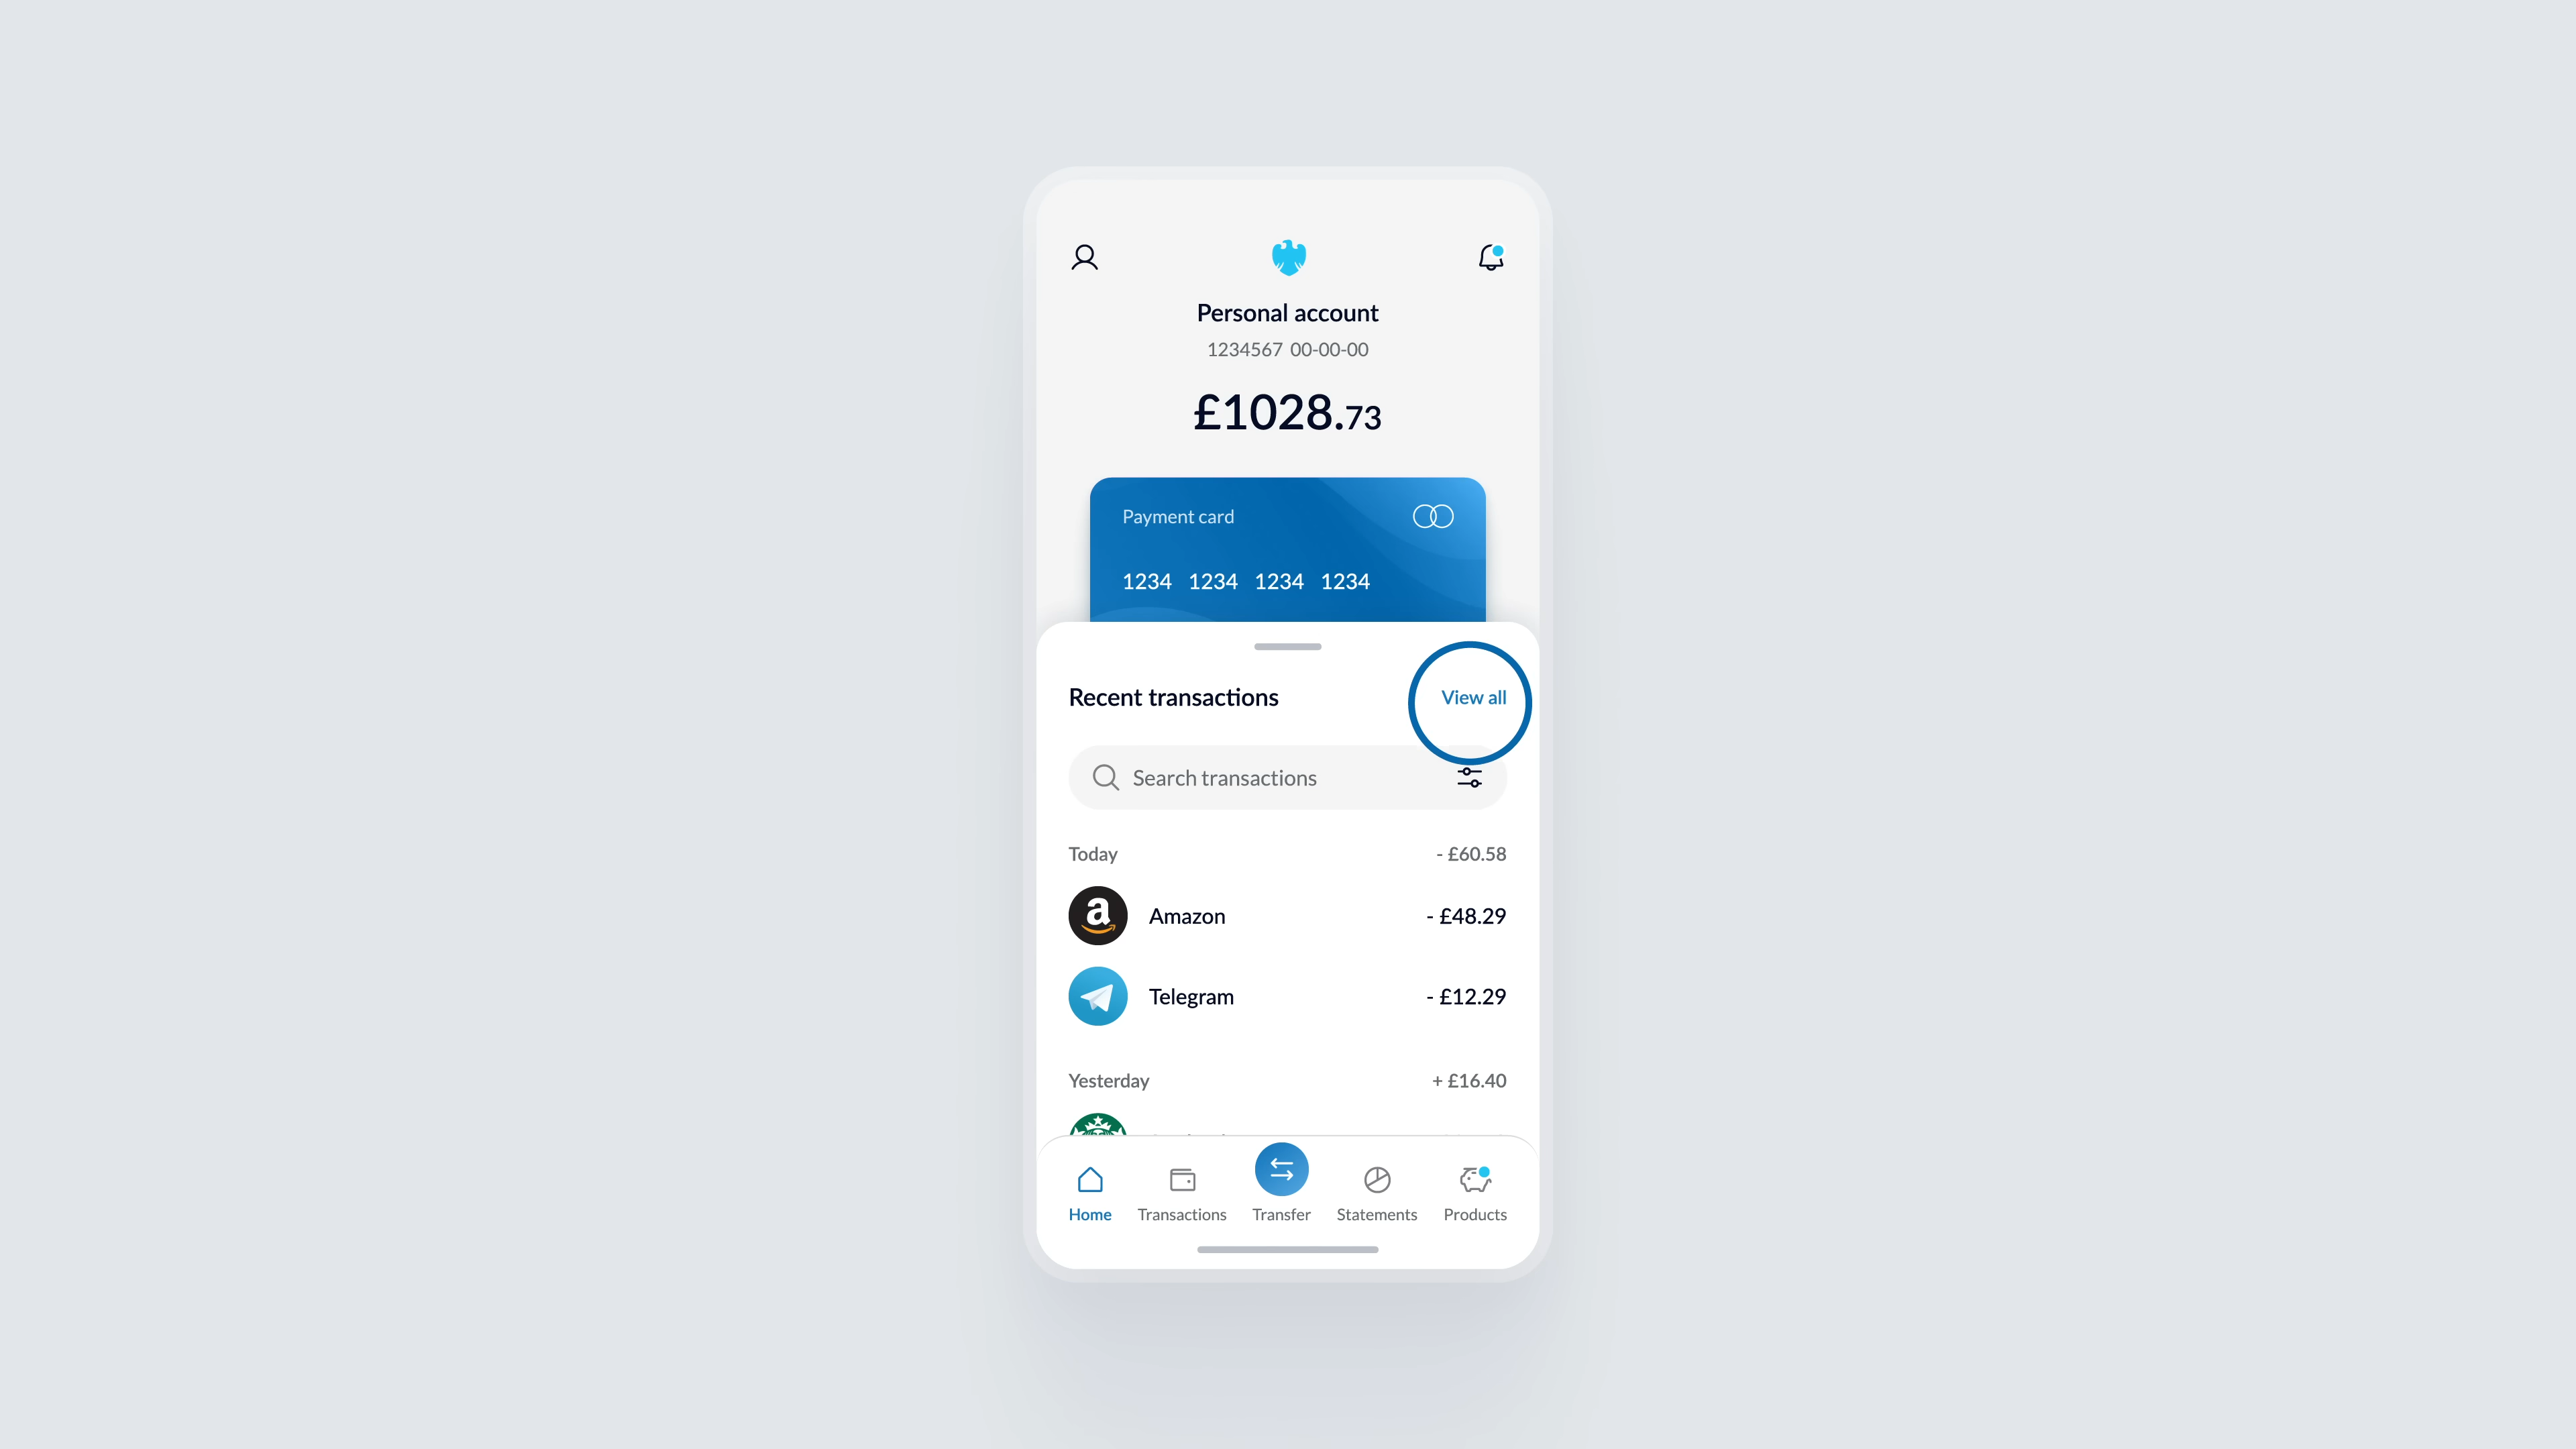 Personal account
1234567 00-00-00
£1028.73
Payment card
1234 1234 1234 1234
Recent transactions View all
Search transactions
Today - £60.58
a
Amazon - £48.29
Telegram - £12.29
Yesterday + £16.40
Home Transactions Transfer Statements Products